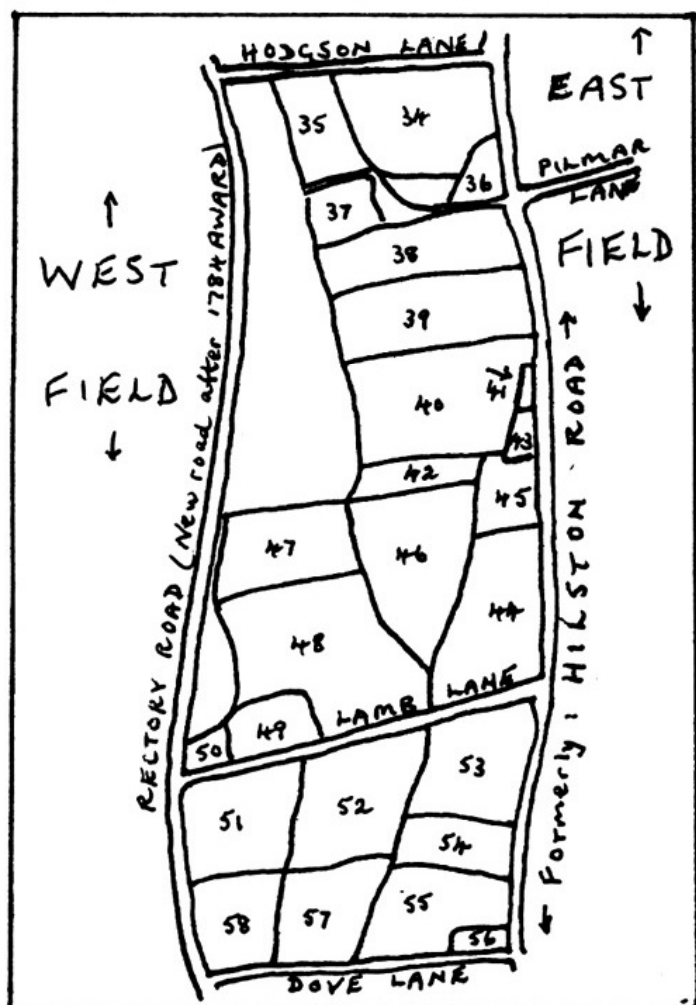 HODGSON LANE
EAST
35
34
PILMAR
LANE
36
37
FIELD
WEST
38
39
FIELD
40
41
43
42
45
47
46
44
48
LAMB LANE
49
50
53
51
52
54
55
58
57
56
DOVE LANE
RECTORY ROAD (New road after 1784 AWARD)
Formerly: HILSTON ROAD